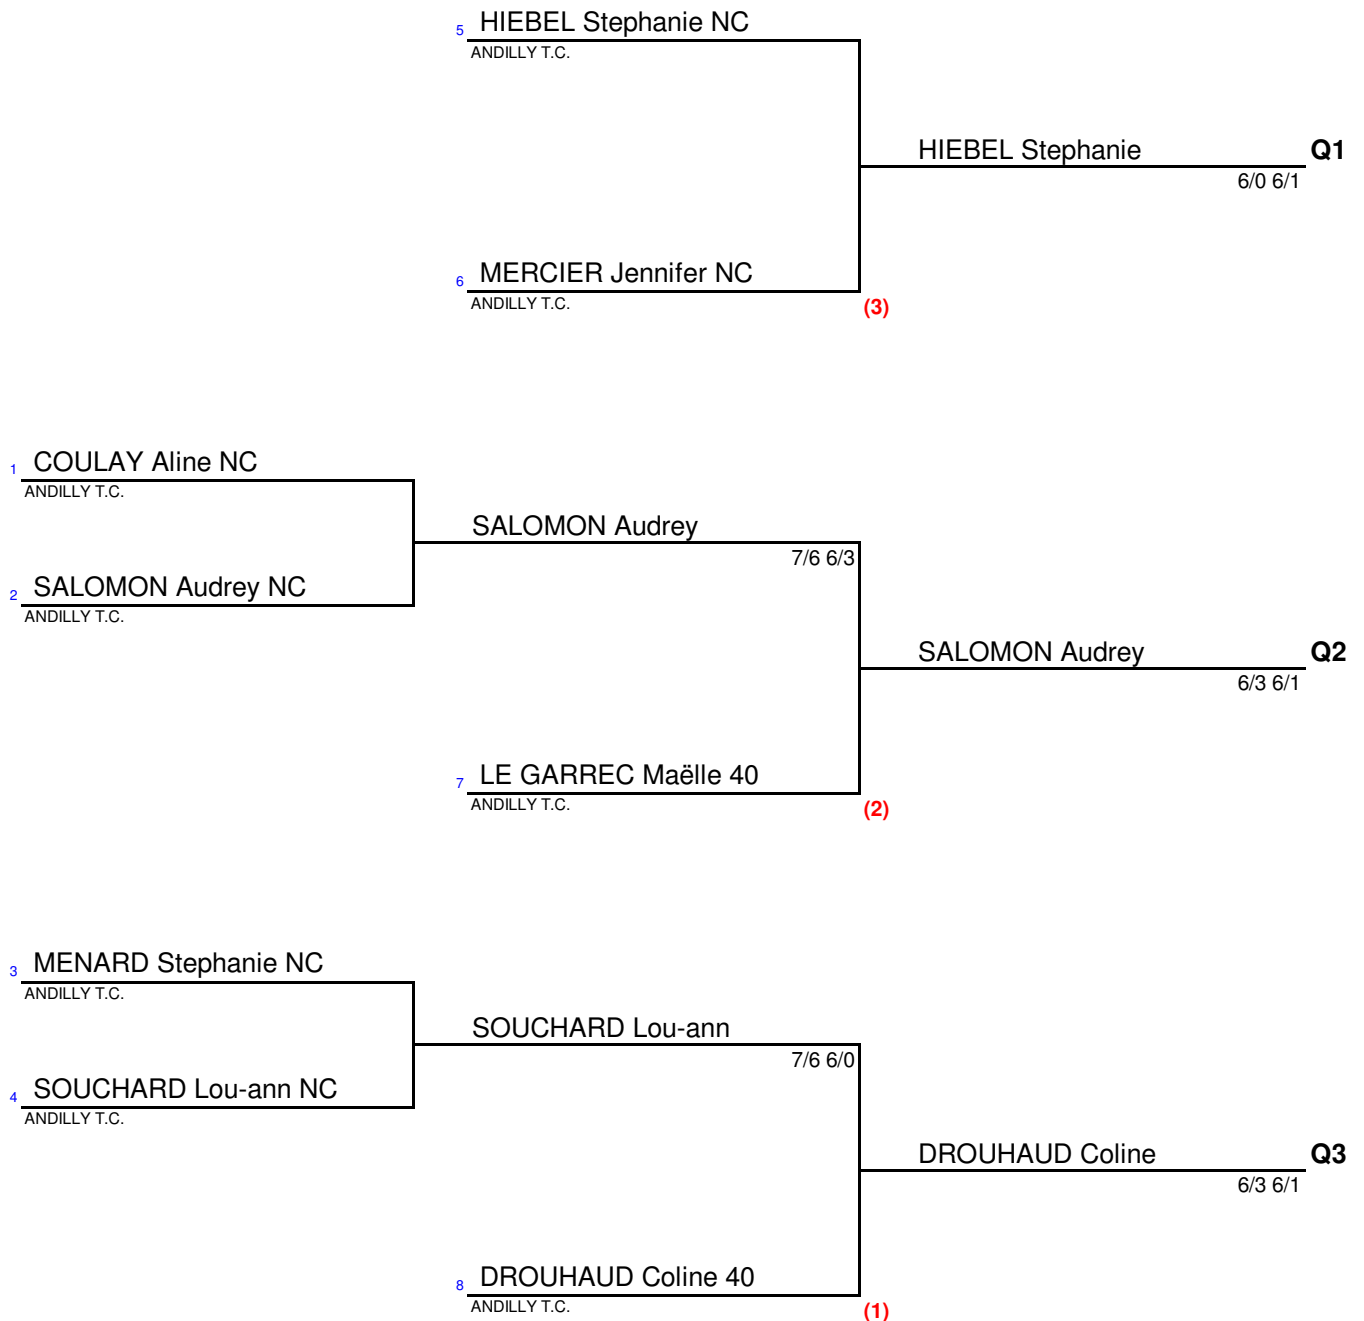 5 HIEBEL Stephanie NC
ANDILLY T.C.
HIEBEL Stephanie Q1
6/0 6/1
6 MERCIER Jennifer NC
ANDILLY T.C. (3)
1 COULAY Aline NC
ANDILLY T.C.
SALOMON Audrey
7/6 6/3
2 SALOMON Audrey NC
ANDILLY T.C.
SALOMON Audrey Q2
6/3 6/1
7 LE GARREC Maëlle 40
ANDILLY T.C. (2)
3 MENARD Stephanie NC
ANDILLY T.C.
SOUCHARD Lou-ann
7/6 6/0
4 SOUCHARD Lou-ann NC
ANDILLY T.C.
DROUHAUD Coline Q3
6/3 6/1
8 DROUHAUD Coline 40
ANDILLY T.C. (1)